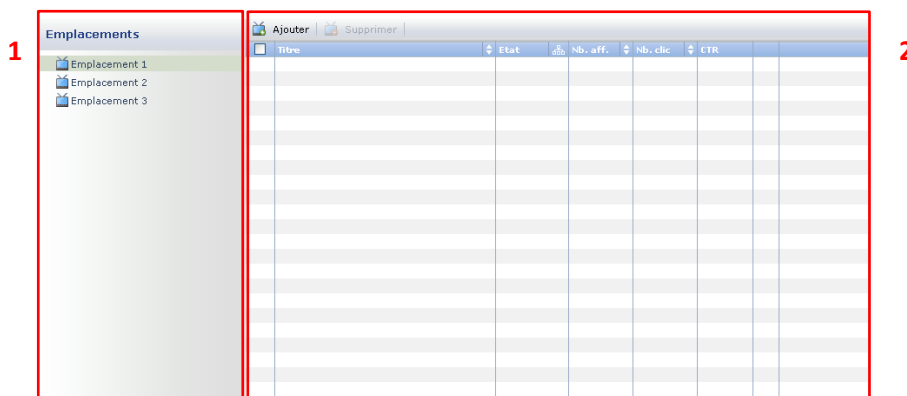 Emplacements
1
Emplacement 1
Emplacement 2
Emplacement 3
Ajouter Supprimer
Titre Etat Nb. aff. Nb. clic CTR
2